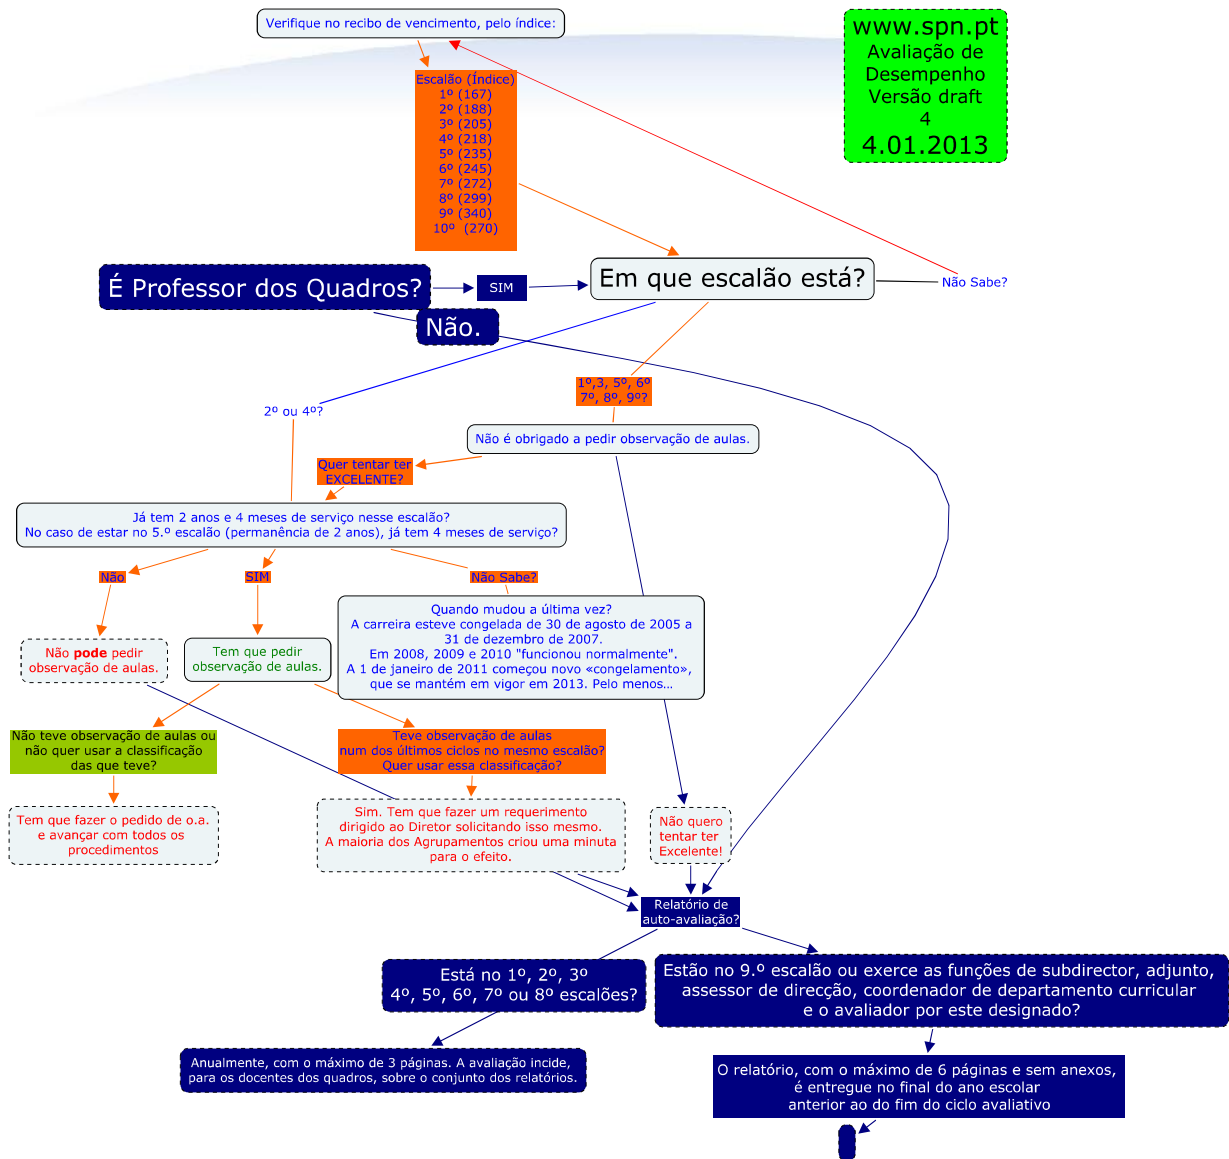 Verifique no recibo de vencimento, pelo índice:
www.spn.pt
Avaliação de
Desempenho
Versão draft
4
4.01.2013
Escalão (Índice)
1º (167)
2º (188)
3º (205)
4º (218)
5º (235)
6º (245)
7º (272)
8º (299)
9º (340)
10º (270)
É Professor dos Quadros?
SIM
Em que escalão está?
Não Sabe?
Não.
1º,3, 5º, 6º
7º, 8º, 9º?
2º ou 4º?
Não é obrigado a pedir observação de aulas.
Quer tentar ter
EXCELENTE?
Já tem 2 anos e 4 meses de serviço nesse escalão?
No caso de estar no 5.º escalão (permanência de 2 anos), já tem 4 meses de serviço?
Não
SIM
Não Sabe?
Quando mudou a última vez?
A carreira esteve congelada de 30 de agosto de 2005 a
31 de dezembro de 2007.
Em 2008, 2009 e 2010 "funcionou normalmente".
A 1 de janeiro de 2011 começou novo «congelamento»,
que se mantém em vigor em 2013. Pelo menos...
Não pode pedir
observação de aulas.
Tem que pedir
observação de aulas.
Não teve observação de aulas ou
não quer usar a classificação
das que teve?
Teve observação de aulas
num dos últimos ciclos no mesmo escalão?
Quer usar essa classificação?
Tem que fazer o pedido de o.a.
e avançar com todos os
procedimentos
Sim. Tem que fazer um requerimento
dirigido ao Diretor solicitando isso mesmo.
A maioria dos Agrupamentos criou uma minuta
para o efeito.
Não quero
tentar ter
Excelente!
Relatório de
auto-avaliação?
Está no 1º, 2º, 3º
4º, 5º, 6º, 7º ou 8º escalões?
Estão no 9.º escalão ou exerce as funções de subdirector, adjunto,
assessor de direcção, coordenador de departamento curricular
e o avaliador por este designado?
Anualmente, com o máximo de 3 páginas. A avaliação incide,
para os docentes dos quadros, sobre o conjunto dos relatórios.
O relatório, com o máximo de 6 páginas e sem anexos,
é entregue no final do ano escolar
anterior ao do fim do ciclo avaliativo